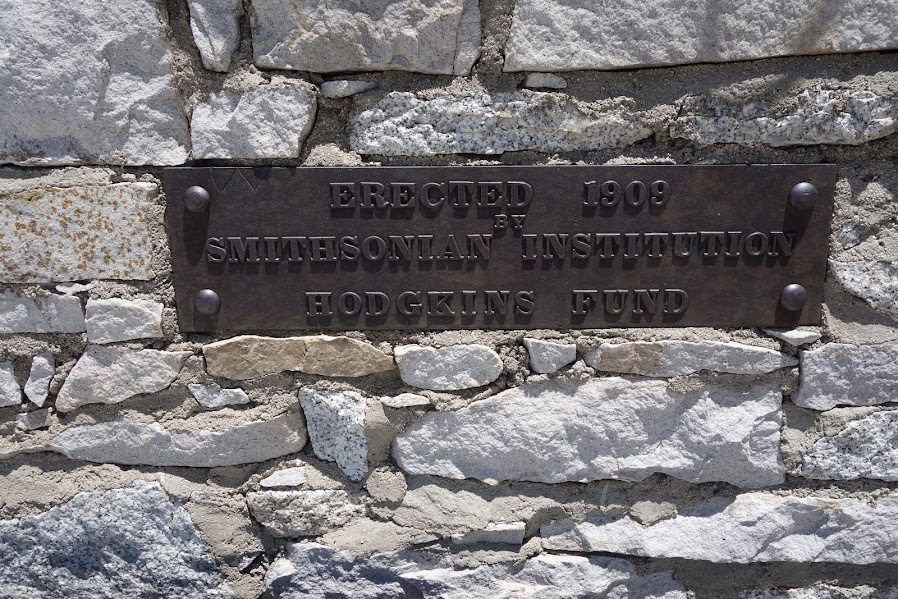 ERECTED 1909
BY
SMITHSONIAN INSTITUTION
HODGKINS FUND